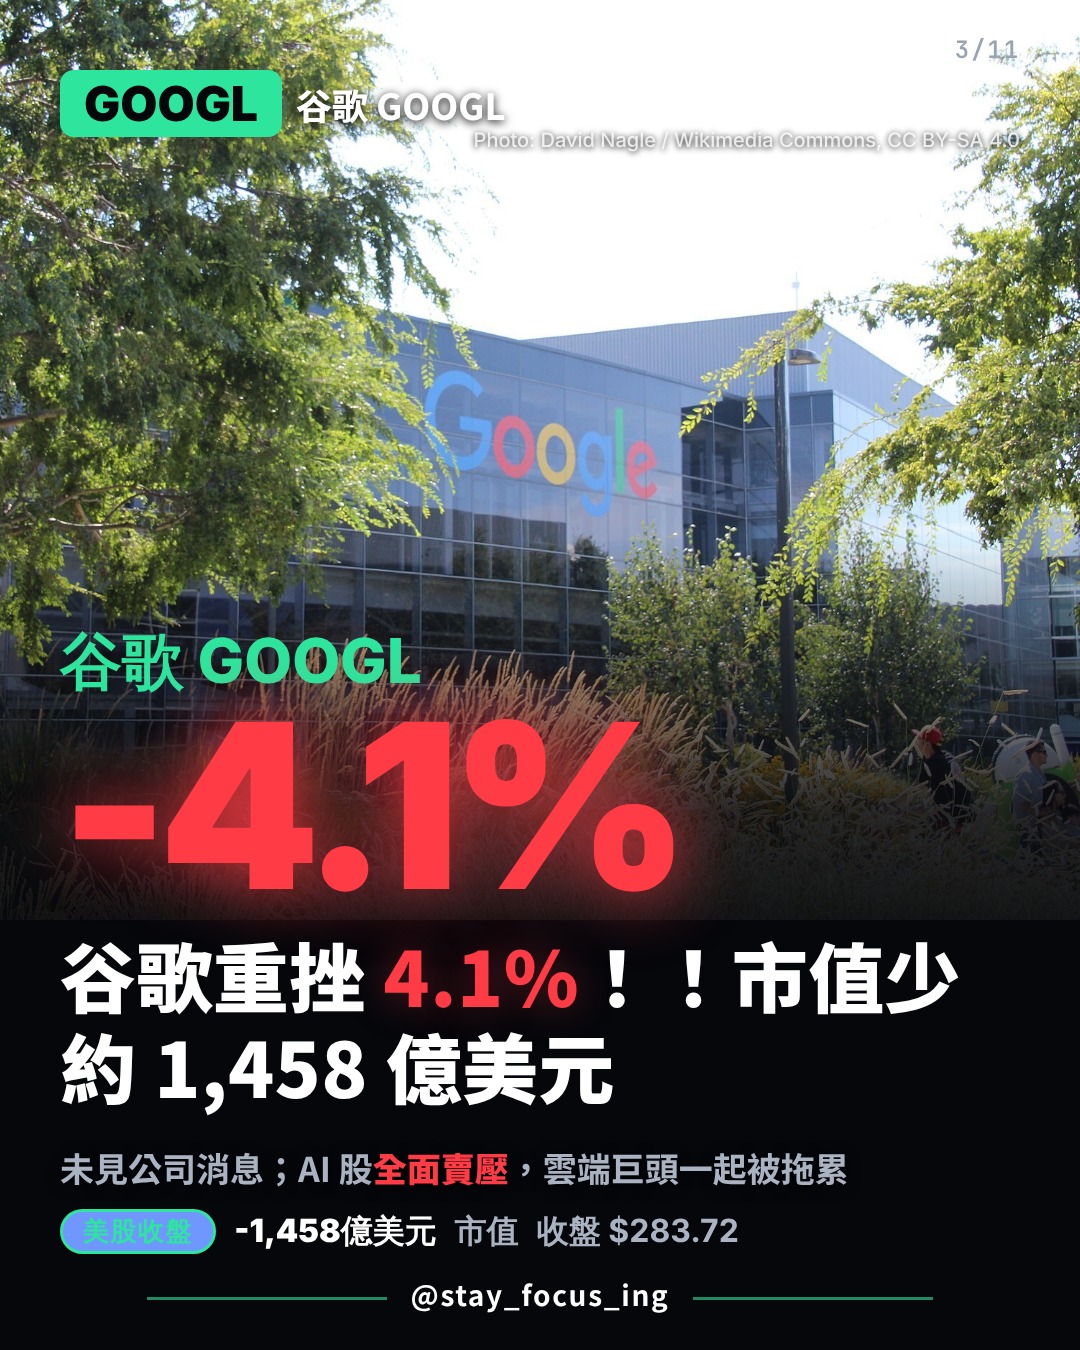 3/11
GOOGL 谷歌 GOOGL
Photo: David Nagle / Wikimedia Commons, CC BY-SA 4.0
Google
谷歌 GOOGL
-4.1%
谷歌重挫 4.1%！！市值少
約 1,458 億美元
未見公司消息；AI 股全面賣壓，雲端巨頭一起被拖累
美股收盤 -1,458億美元 市值 收盤 $283.72
@stay_focus_ing